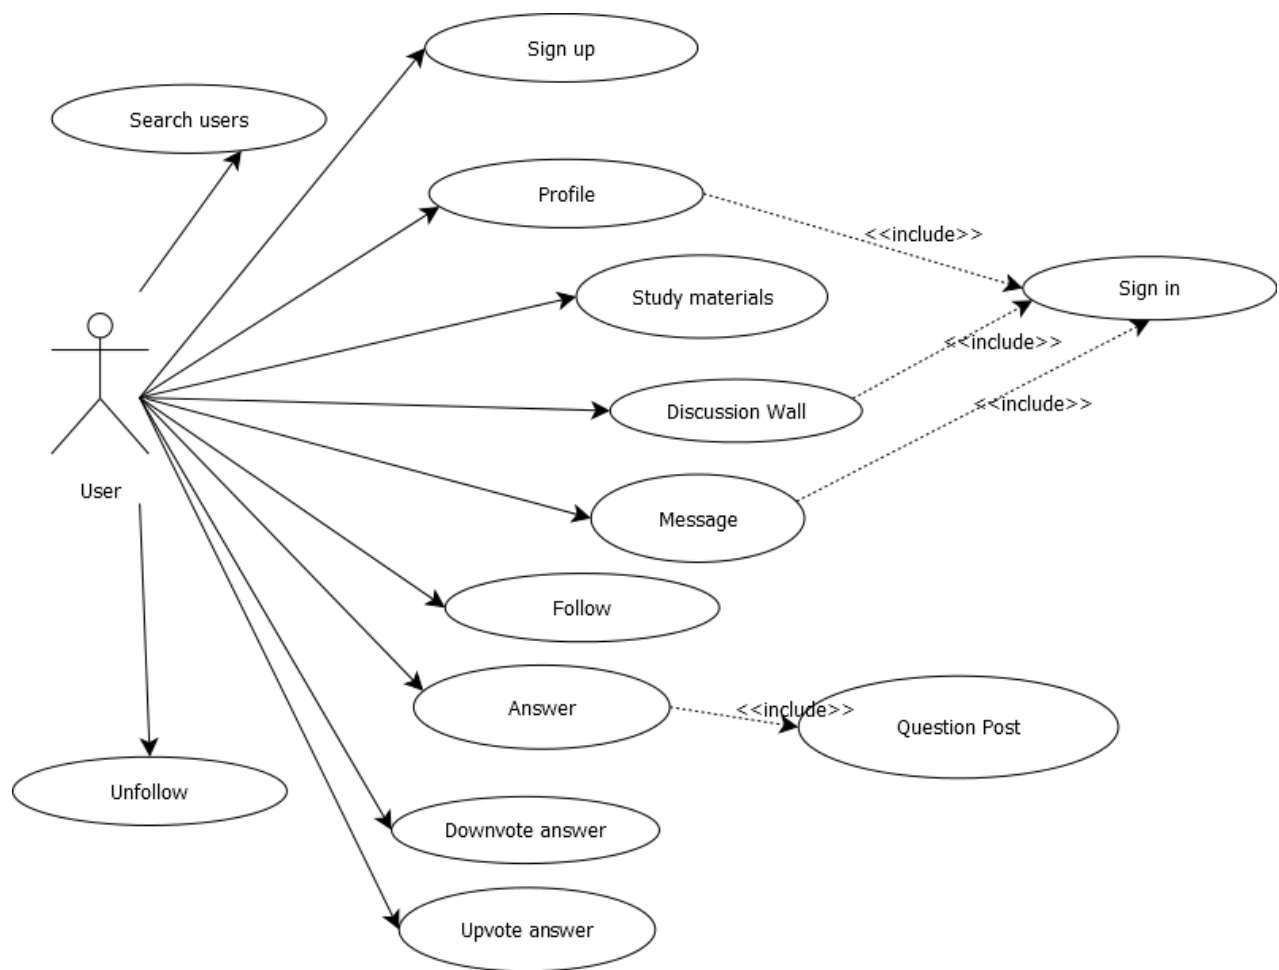 Sign up
Search users
Profile
<<include>>
Study materials
Sign in
<<include>>
Discussion Wall
<<include>>
User
Message
Follow
Answer
<<include>>
Question Post
Unfollow
Downvote answer
Upvote answer